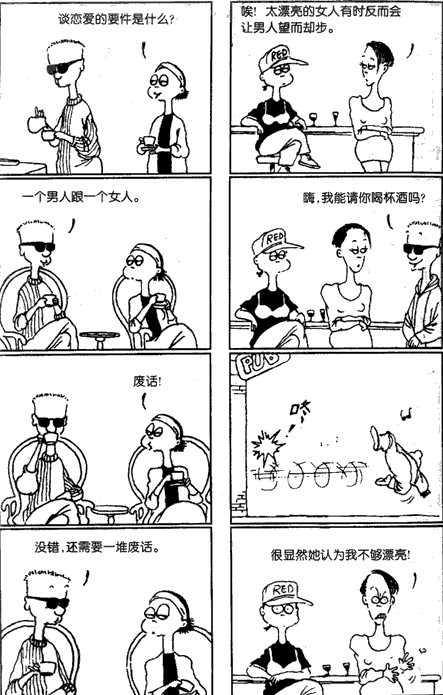 谈恋爱的要件是什么?
一个男人跟一个女人。
废话!
没错,还需要一堆废话。
唉! 太漂亮的女人有时反而会
让男人望而却步。
RED
嗨,我能请你喝杯酒吗?
RED
PUB
咚
很显然她认为我不够漂亮!
RED